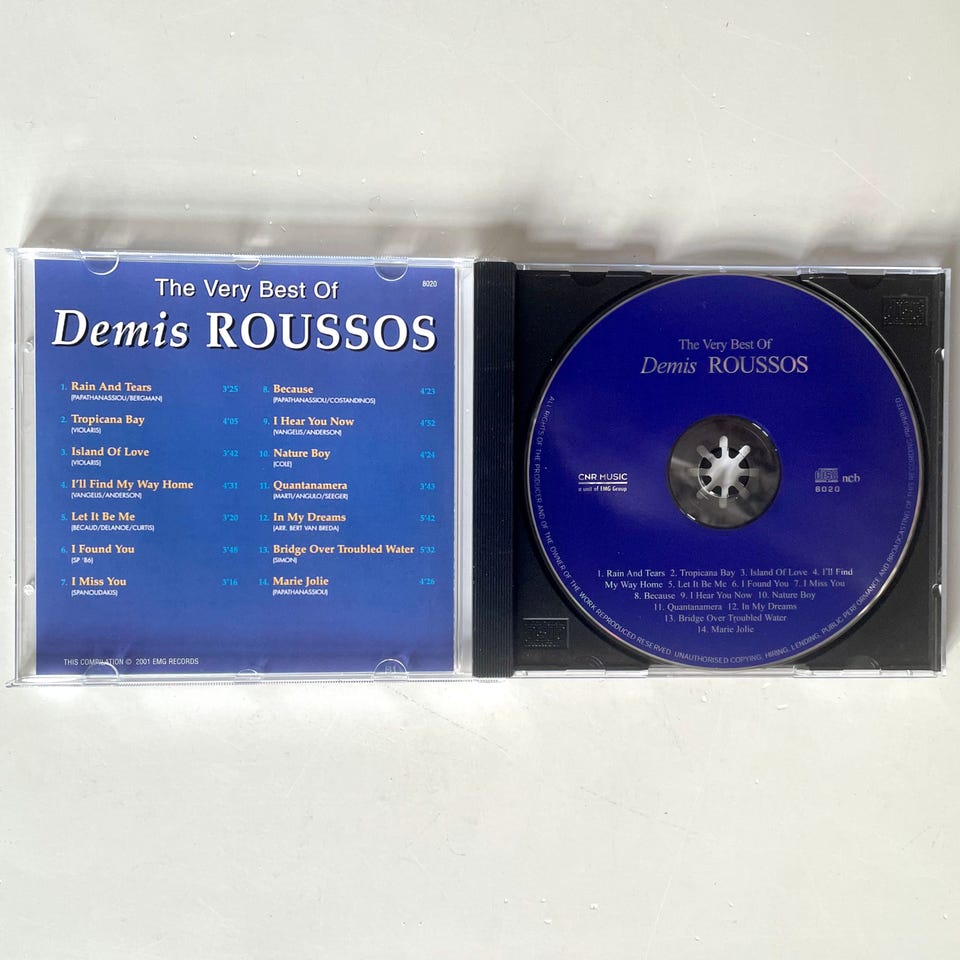 The Very Best Of
8020
Demis ROUSSOS
1. Rain And Tears 3'25
(PAPATHANASSIOU/BERGMAN)
2. Tropicana Bay 4'05
(VIOLARIS)
3. Island Of Love 3'42
(VIOLARIS)
4. I'll Find My Way Home 4'31
(VANGELIS/ANDERSON)
5. Let It Be Me 3'20
(BECAUD/DELANOE/CURTIS)
6. I Found You 3'48
(SP '86)
7. I Miss You 3'16
(SPANOUDAKIS)
8. Because 4'23
(PAPATHANASSIOU/COSTANDINOS)
9. I Hear You Now 4'52
(VANGELIS/ANDERSON)
10. Nature Boy 4'24
(COLE)
11. Quantanamera 3'43
(MARTI/ANGULO/SEEGER)
12. In My Dreams 5'42
(ARR. BERT VAN BREDA)
13. Bridge Over Troubled Water 5'32
(SIMON)
14. Marie Jolie 4'26
(PAPATHANASSIOU)
THIS COMPILATION © 2001 EMG RECORDS
The Very Best Of
Demis ROUSSOS
CNR MUSIC
a unit of EMG Group
COMPACT
disc
DIGITAL AUDIO
8020
ncb
1. Rain And Tears 2. Tropicana Bay 3. Island Of Love 4. I'll Find
My Way Home 5. Let It Be Me 6. I Found You 7. I Miss You
8. Because 9. I Hear You Now 10. Nature Boy
11. Quantanamera 12. In My Dreams
13. Bridge Over Troubled Water
14. Marie Jolie
ALL RIGHTS OF THE PRODUCER AND OF THE OWNER OF THE WORK REPRODUCED RESERVED. UNAUTHORISED COPYING, HIRING, LENDING, PUBLIC PERFORMANCE AND BROADCASTING OF THIS RECORD PROHIBITED